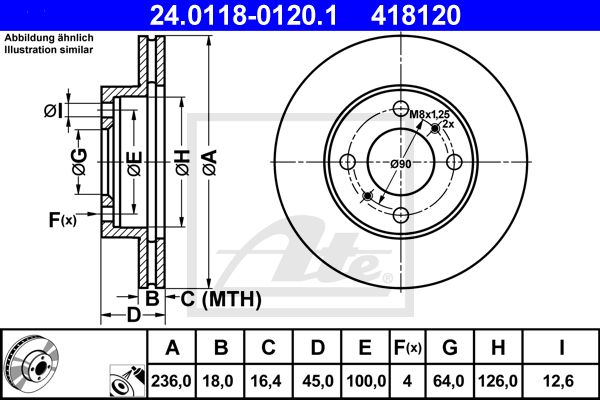 24.0118-0120.1 418120
Abbildung ähnlich
Illustration similar
ØI
ØG
ØE
ØH
ØA
F(x)
B
C (MTH)
D
M8x1,25
2x
Ø90
Ate
A B C D E F(x) G H I
236,0 18,0 16,4 45,0 100,0 4 64,0 126,0 12,6